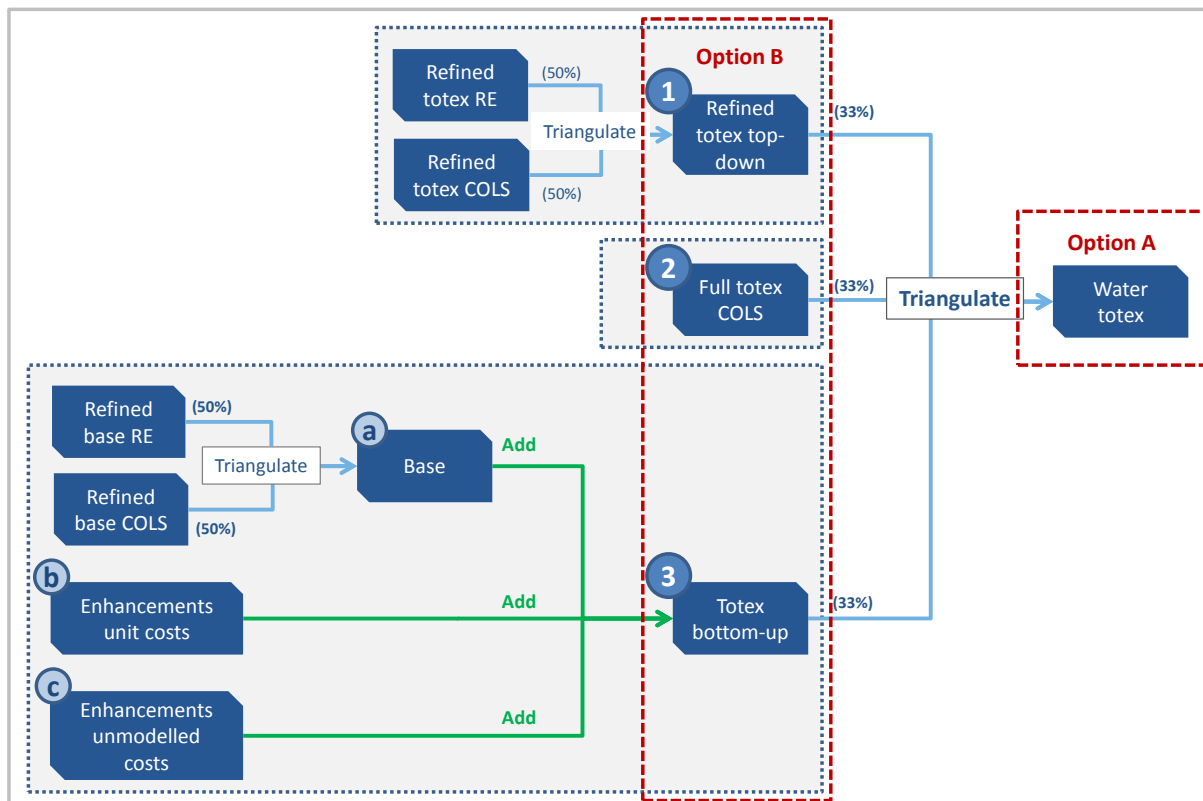 Option B
Refined
totex RE
(50%)
1
Refined
totex top-
down
(33%)
Triangulate
Refined
totex COLS
(50%)
Option A
2
Full totex
COLS
(33%)
Triangulate
Water
totex
Refined
base RE
(50%)
a
Base
Add
Triangulate
Refined
base COLS
(50%)
b
Enhancements
unit costs
Add
3
Totex
bottom-up
(33%)
c
Enhancements
unmodelled
costs
Add